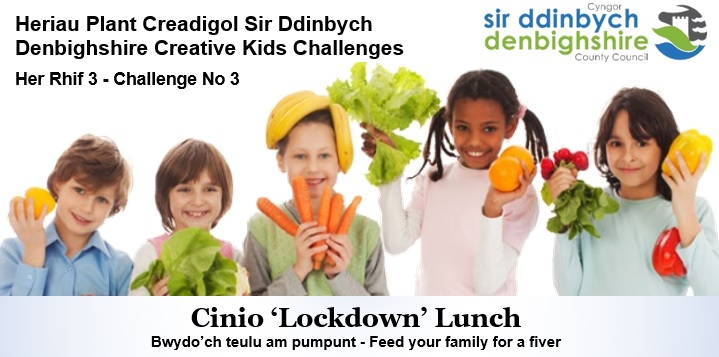 Heriau Plant Creadigol Sir Ddinbych
Denbighshire Creative Kids Challenges
Her Rhif 3 - Challenge No 3
Cyngor
sir ddinbych
denbighshire
County Council
Cinio ‘Lockdown’ Lunch
Bwydo’ch teulu am pumpunt - Feed your family for a fiver